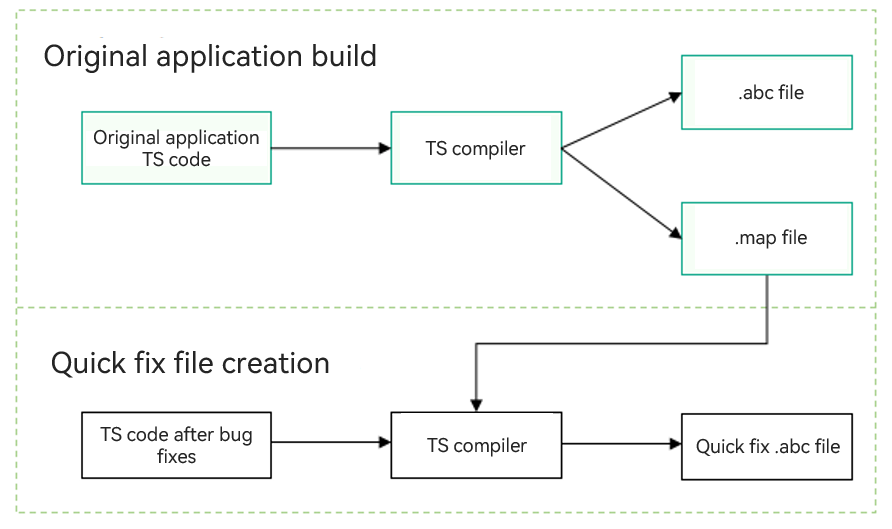 Original application build
.abc file
Original application
TS code
TS compiler
.map file
Quick fix file creation
TS code after bug
fixes
TS compiler
Quick fix .abc file